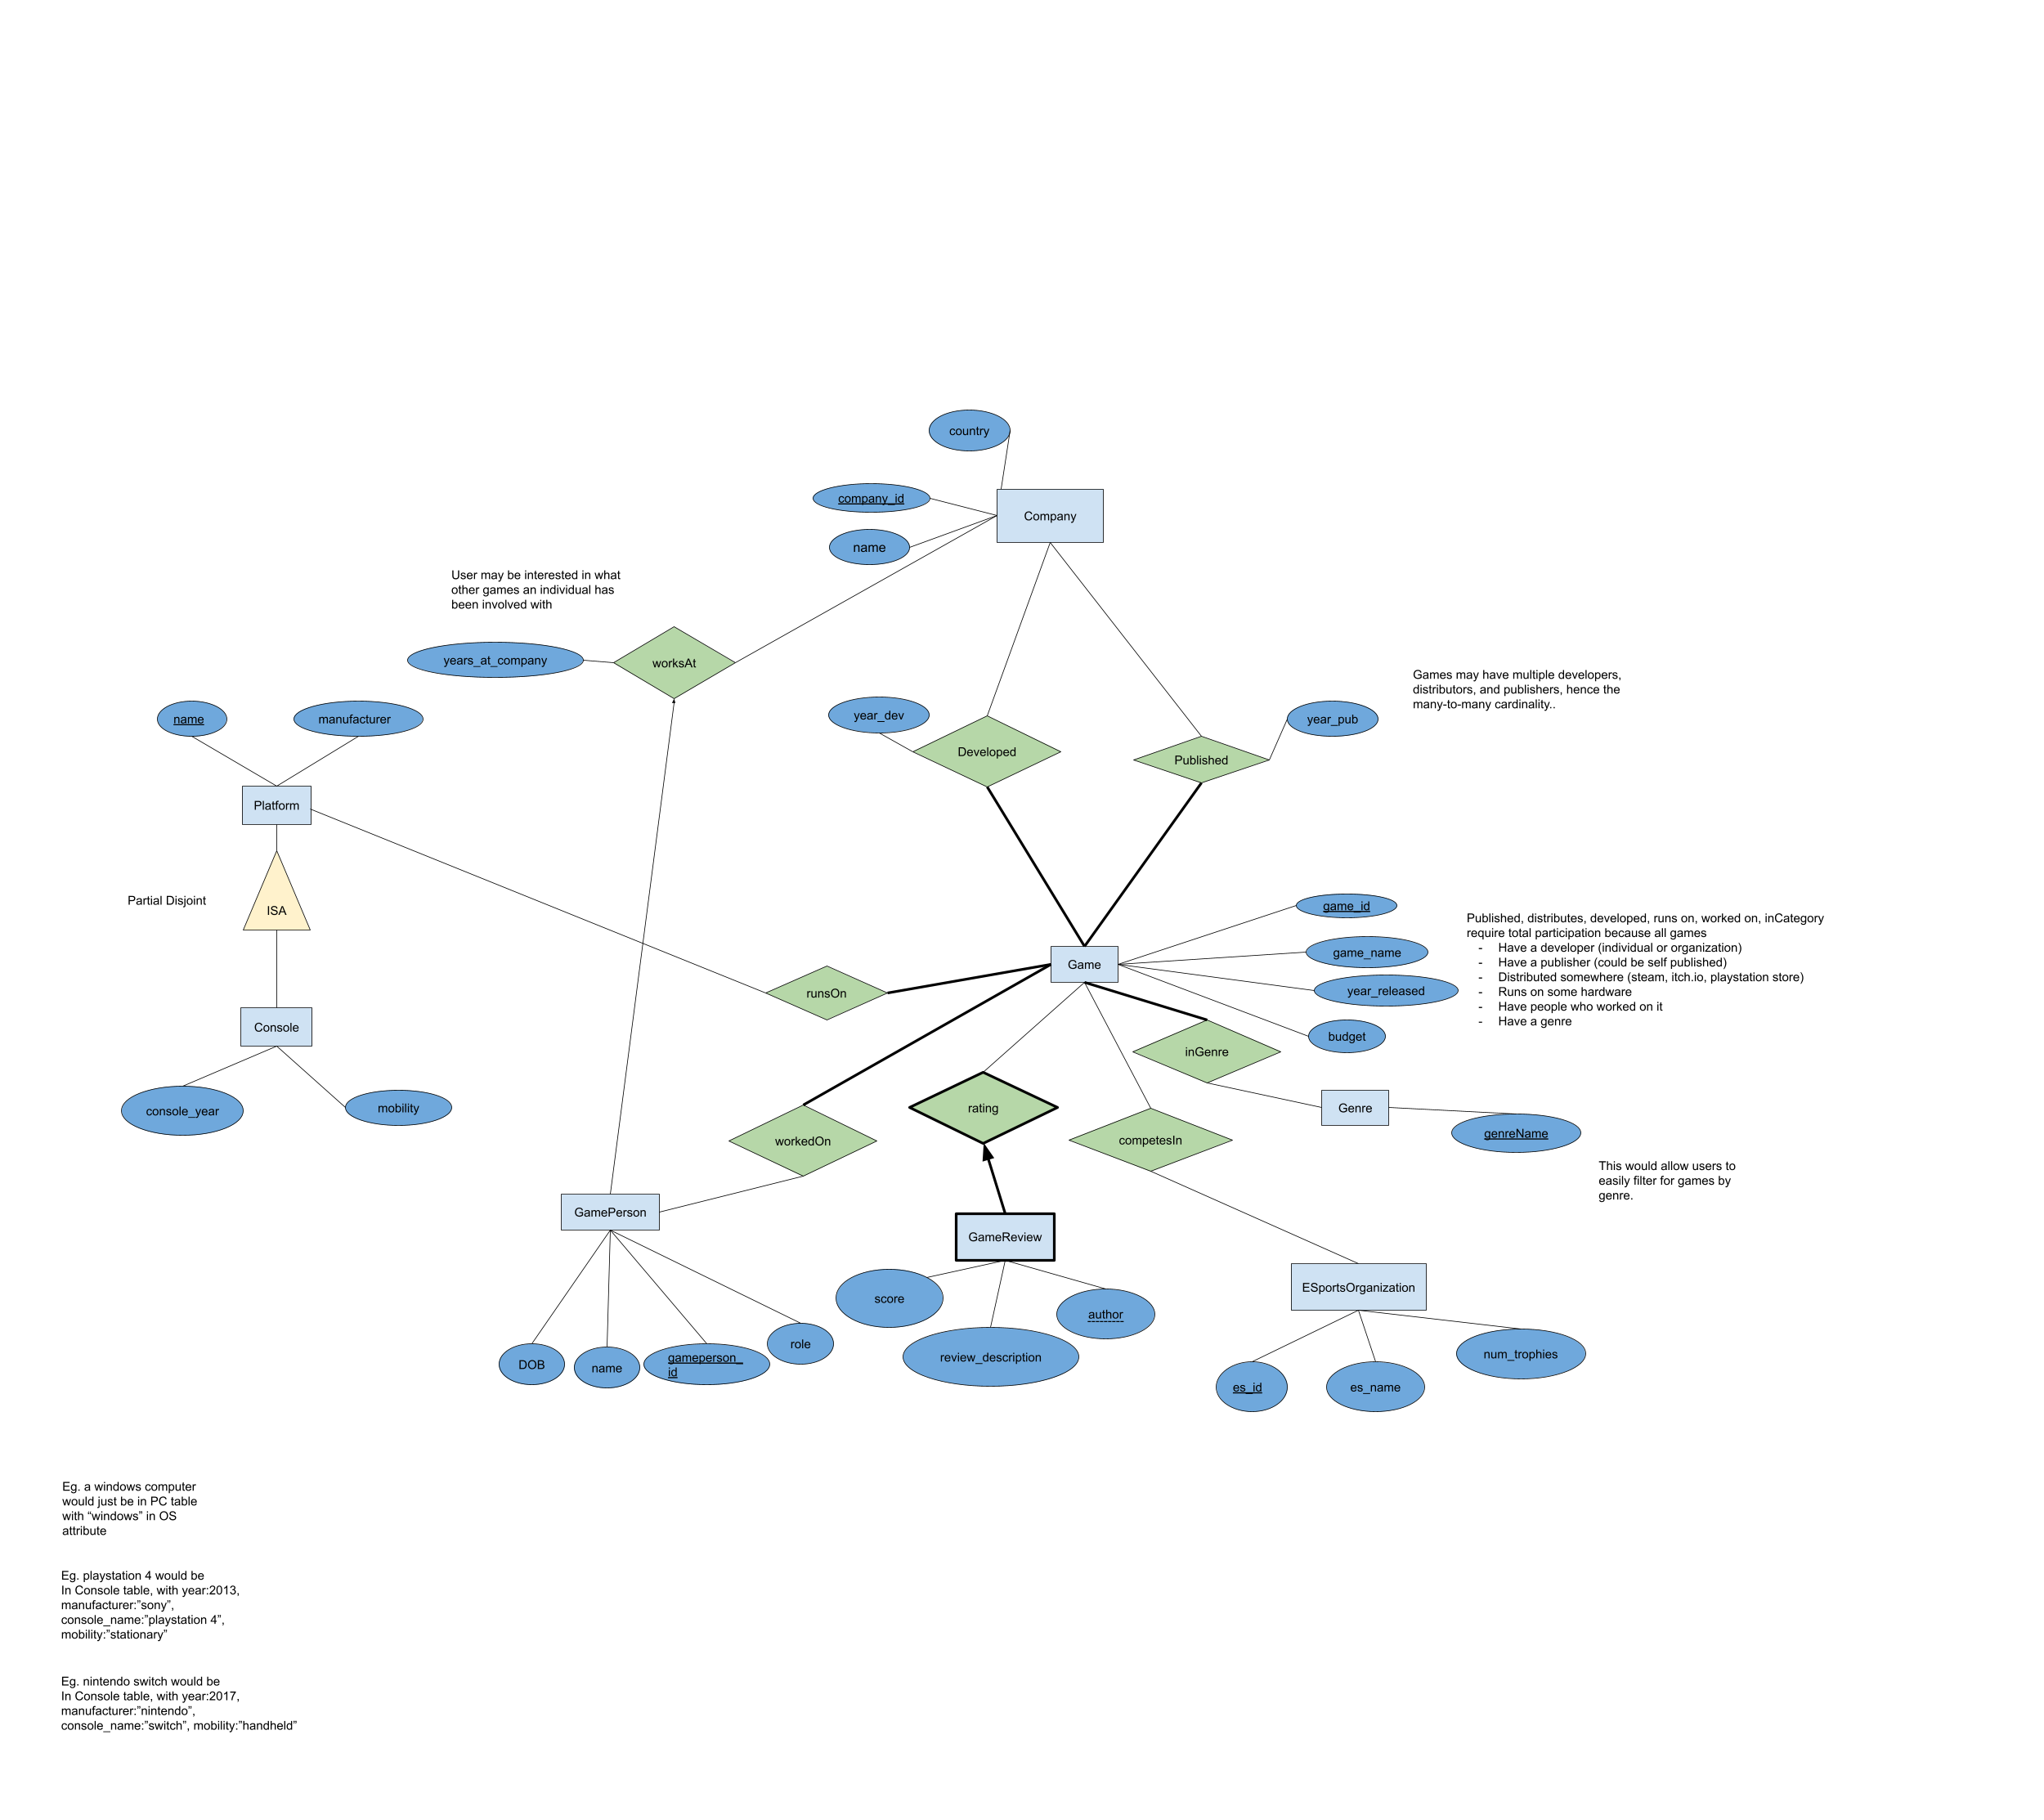 country
company_id
Company
name
User may be interested in what
other games an individual has
been involved with
years_at_company
worksAt
Games may have multiple developers,
distributors, and publishers, hence the
many-to-many cardinality..
name
manufacturer
year_dev
year_pub
Developed
Published
Platform
Partial Disjoint
ISA
game_id
Published, distributes, developed, runs on, worked on, inCategory
require total participation because all games
- Have a developer (individual or organization)
- Have a publisher (could be self published)
- Distributed somewhere (steam, itch.io, playstation store)
- Runs on some hardware
- Have people who worked on it
- Have a genre
game_name
Game
year_released
runsOn
Console
budget
inGenre
console_year
mobility
rating
Genre
genreName
workedOn
competesIn
This would allow users to
easily filter for games by
genre.
GamePerson
GameReview
ESportsOrganization
score
author
role
review_description
num_trophies
DOB
name
gameperson_
id
es_id
es_name
Eg. a windows computer
would just be in PC table
with “windows” in OS
attribute
Eg. playstation 4 would be
In Console table, with year:2013,
manufacturer:”sony”,
console_name:”playstation 4”,
mobility:”stationary”
Eg. nintendo switch would be
In Console table, with year:2017,
manufacturer:”nintendo”,
console_name:”switch”, mobility:”handheld”